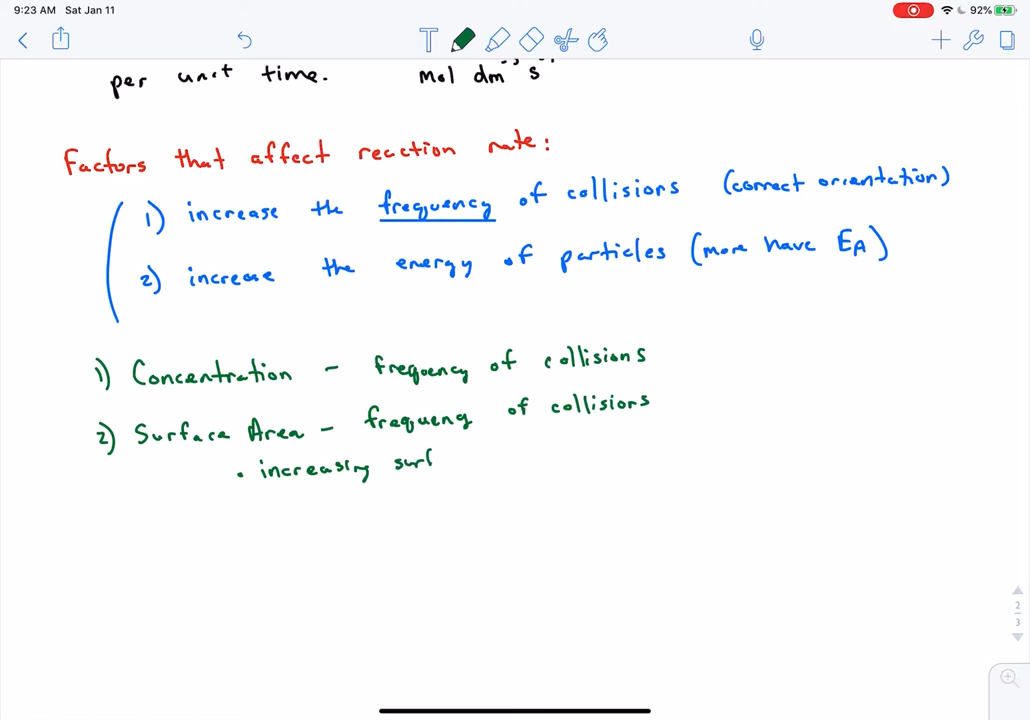 9:23 AM Sat Jan 11
92%
per unit time. mol dm s
Factors that affect reaction rate:
1) increase the frequency of collisions (correct orientation)
2) increase the energy of particles (more have EA)
1) Concentration - frequency of collisions
2) Surface Area - frequency of collisions
• increasing surf
2
3